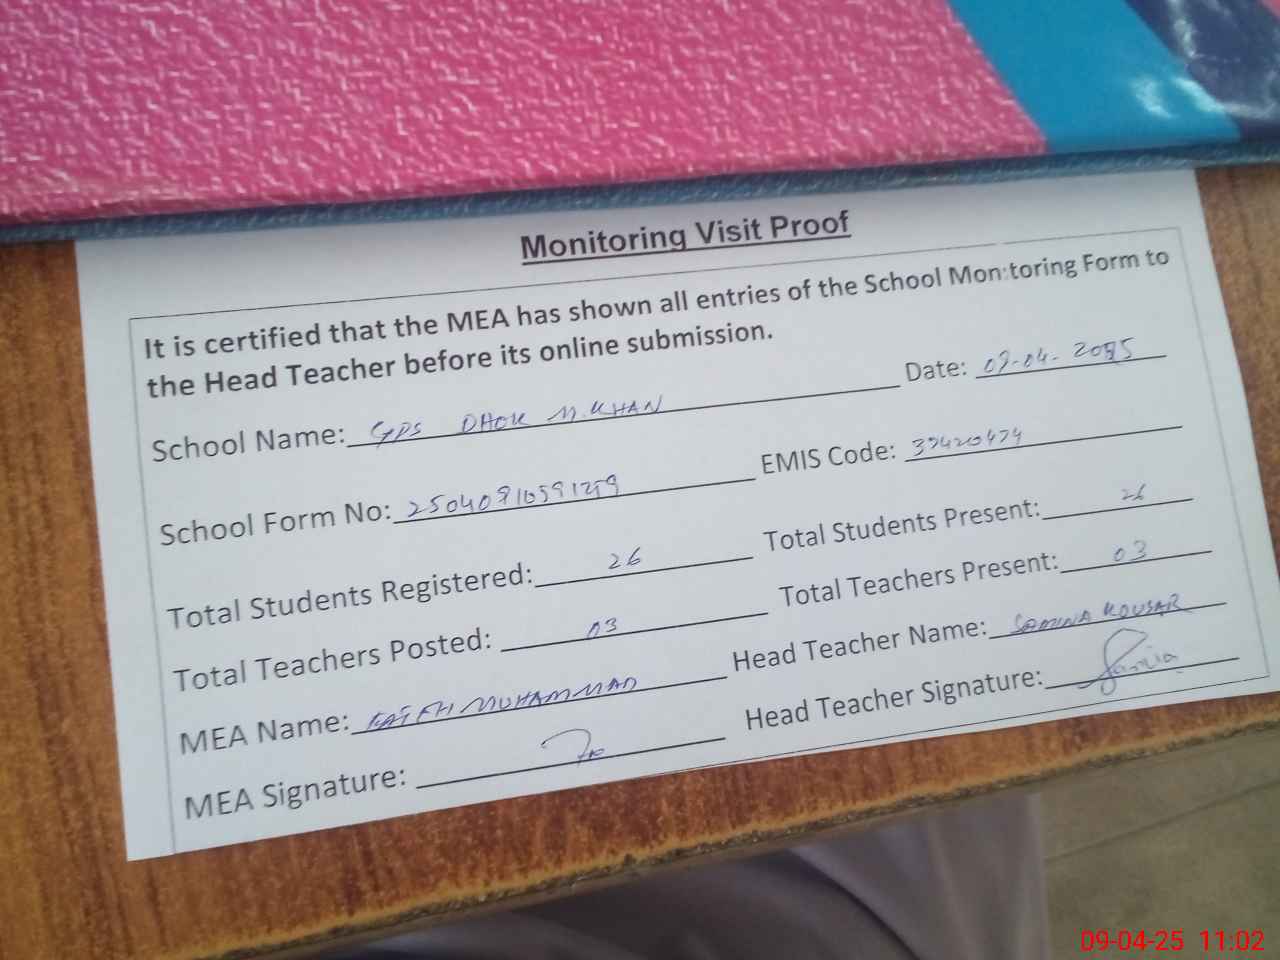 Monitoring Visit Proof
It is certified that the MEA has shown all entries of the School Monitoring Form to
the Head Teacher before its online submission.
School Name: GPS DHOK M.KHAN Date: 09-04-2025
School Form No: EMIS Code: 37420474
Total Students Registered: 26 Total Students Present: 26
Total Teachers Posted: 03 Total Teachers Present: 03
MEA Name: FATEH MUHAMMAD Head Teacher Name: SAMINA KOUSAR
MEA Signature: Head Teacher Signature:
09-04-25 11:02